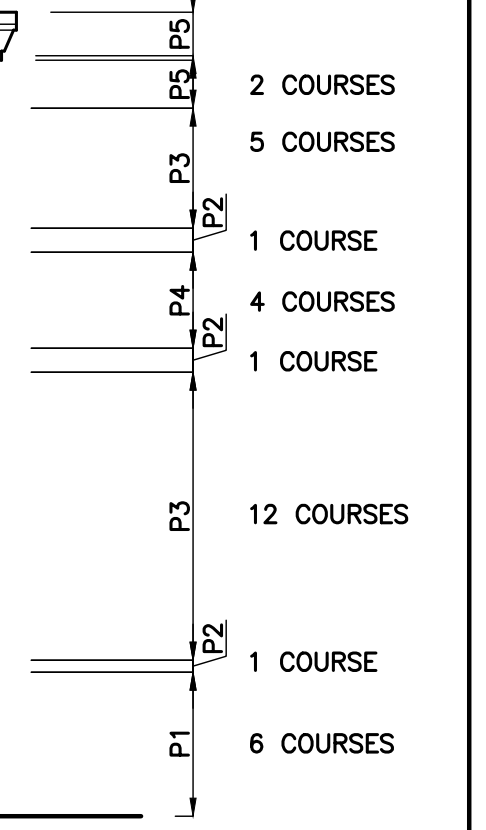 P5
P5 2 COURSES
5 COURSES
P3
P2
1 COURSE
P4 4 COURSES
P2
1 COURSE
P3 12 COURSES
P2
1 COURSE
P1 6 COURSES